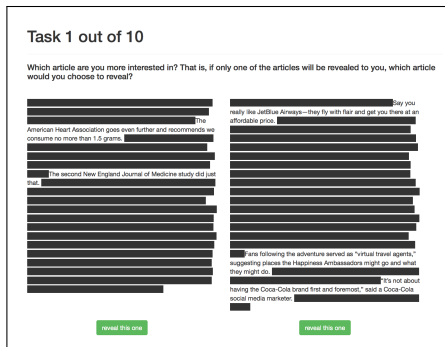 Task 1 out of 10
Which article are you more interested in? That is, if only one of the articles will be revealed to you, which article
would you choose to reveal?
The
American Heart Association goes even further and recommends we
consume no more than 1.5 grams.
The second New England Journal of Medicine study did just
that.
reveal this one
Say you
really like JetBlue Airways—they fly with flair and get you there at an
affordable price.
Fans following the adventure served as "virtual travel agents,"
suggesting places the Happiness Ambassadors might go and what
they might do.
"It's not about
having the Coca-Cola brand first and foremost," said a Coca-Cola
social media marketer.
reveal this one